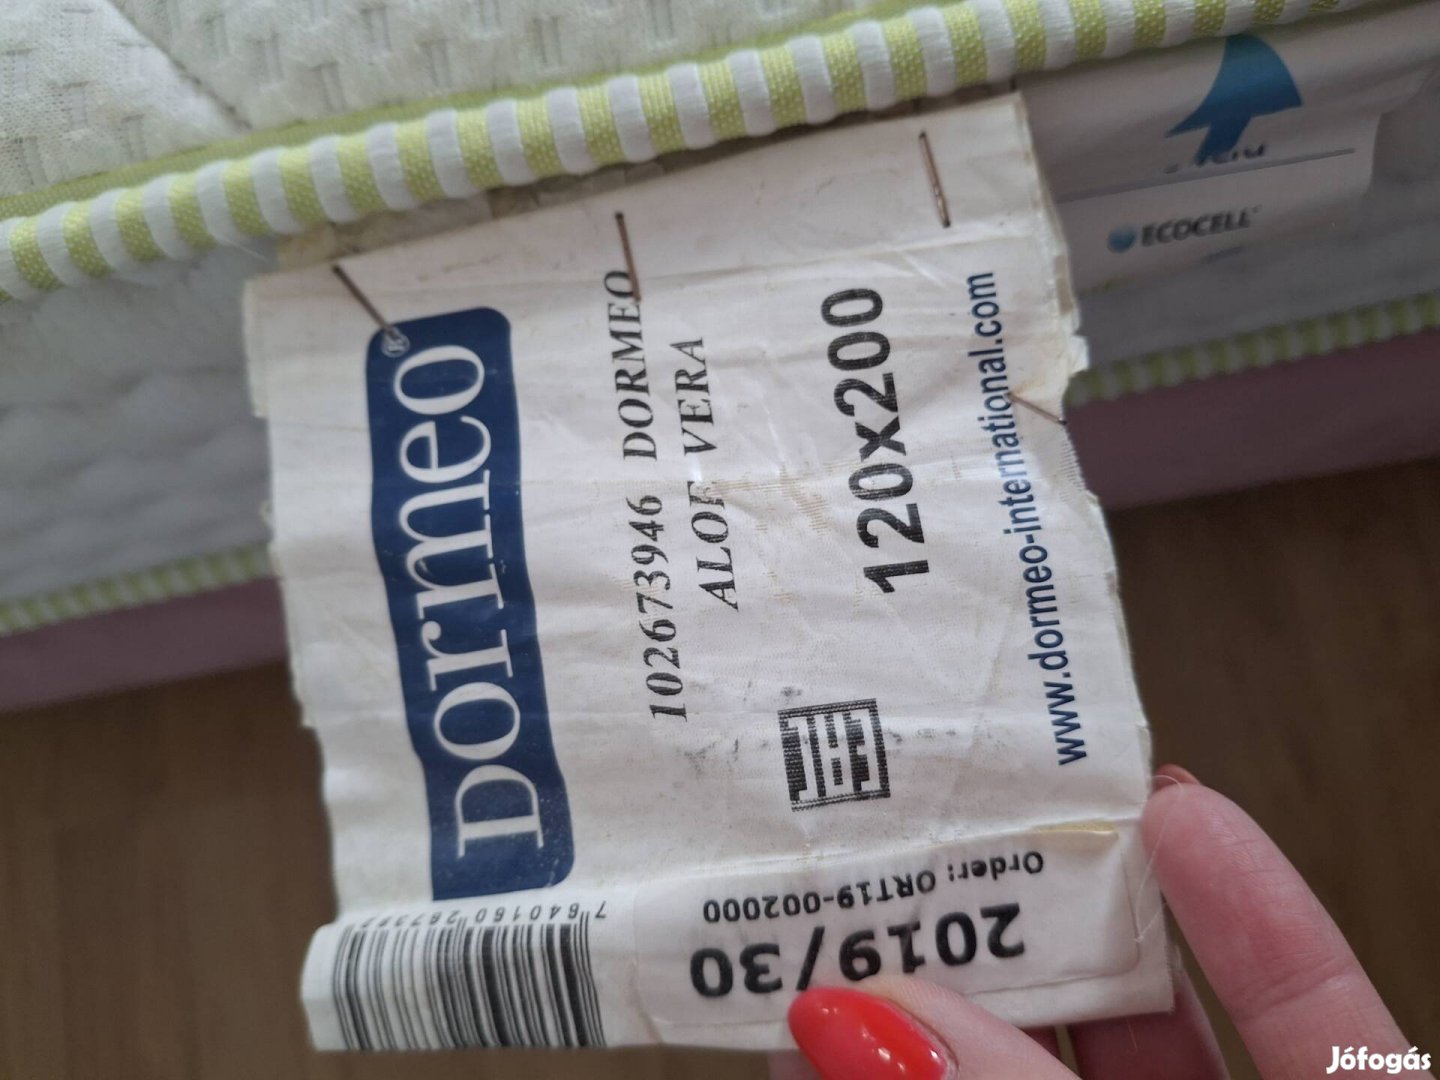 Dormeo®
102673946 DORMEO
ALOE VERA
120x200
www.dormeo-international.com
Order: ORT19-002000
2019/30
ECOCELL
Jófogás